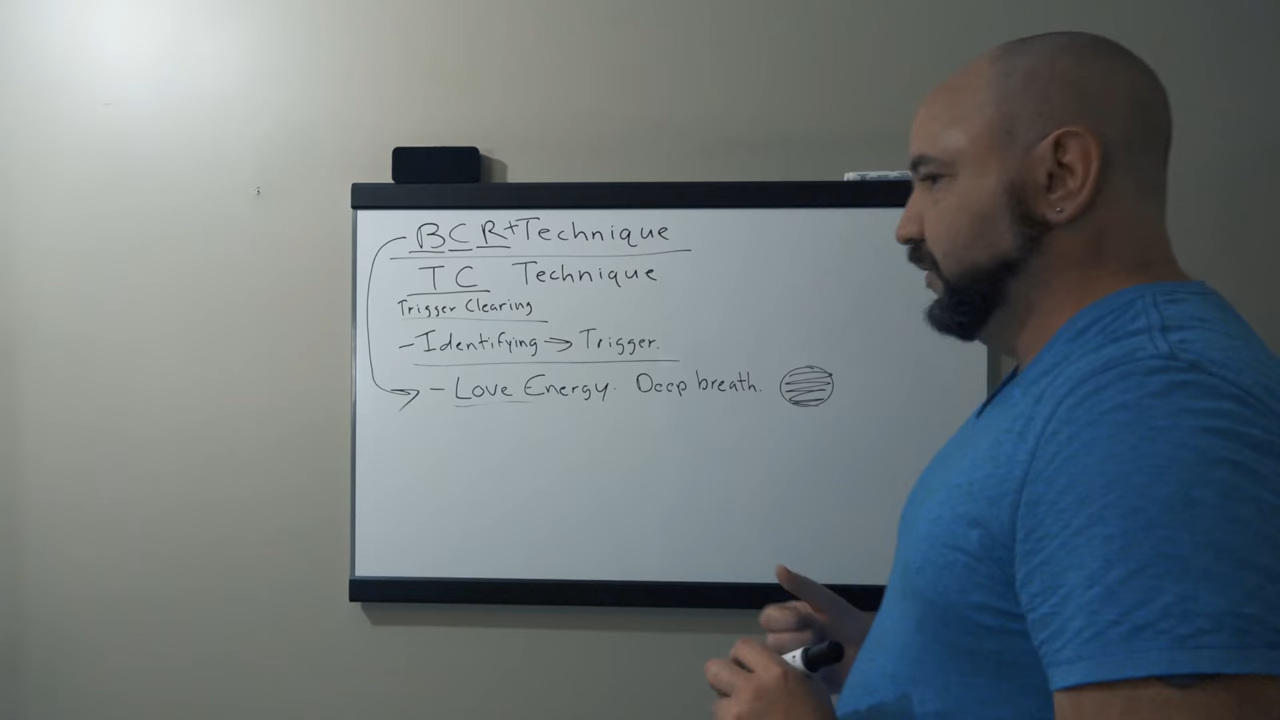 BCR+Technique
TC Technique
Trigger Clearing
- Identifying → Trigger.
- Love Energy. Deep breath.